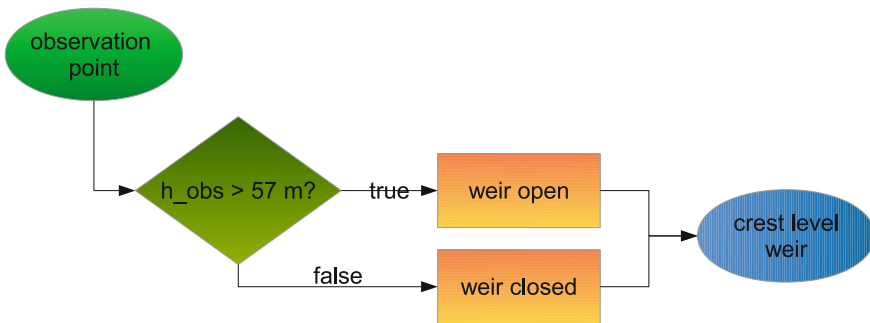 observation
point
h_obs > 57 m?
true
weir open
false
weir closed
crest level
weir